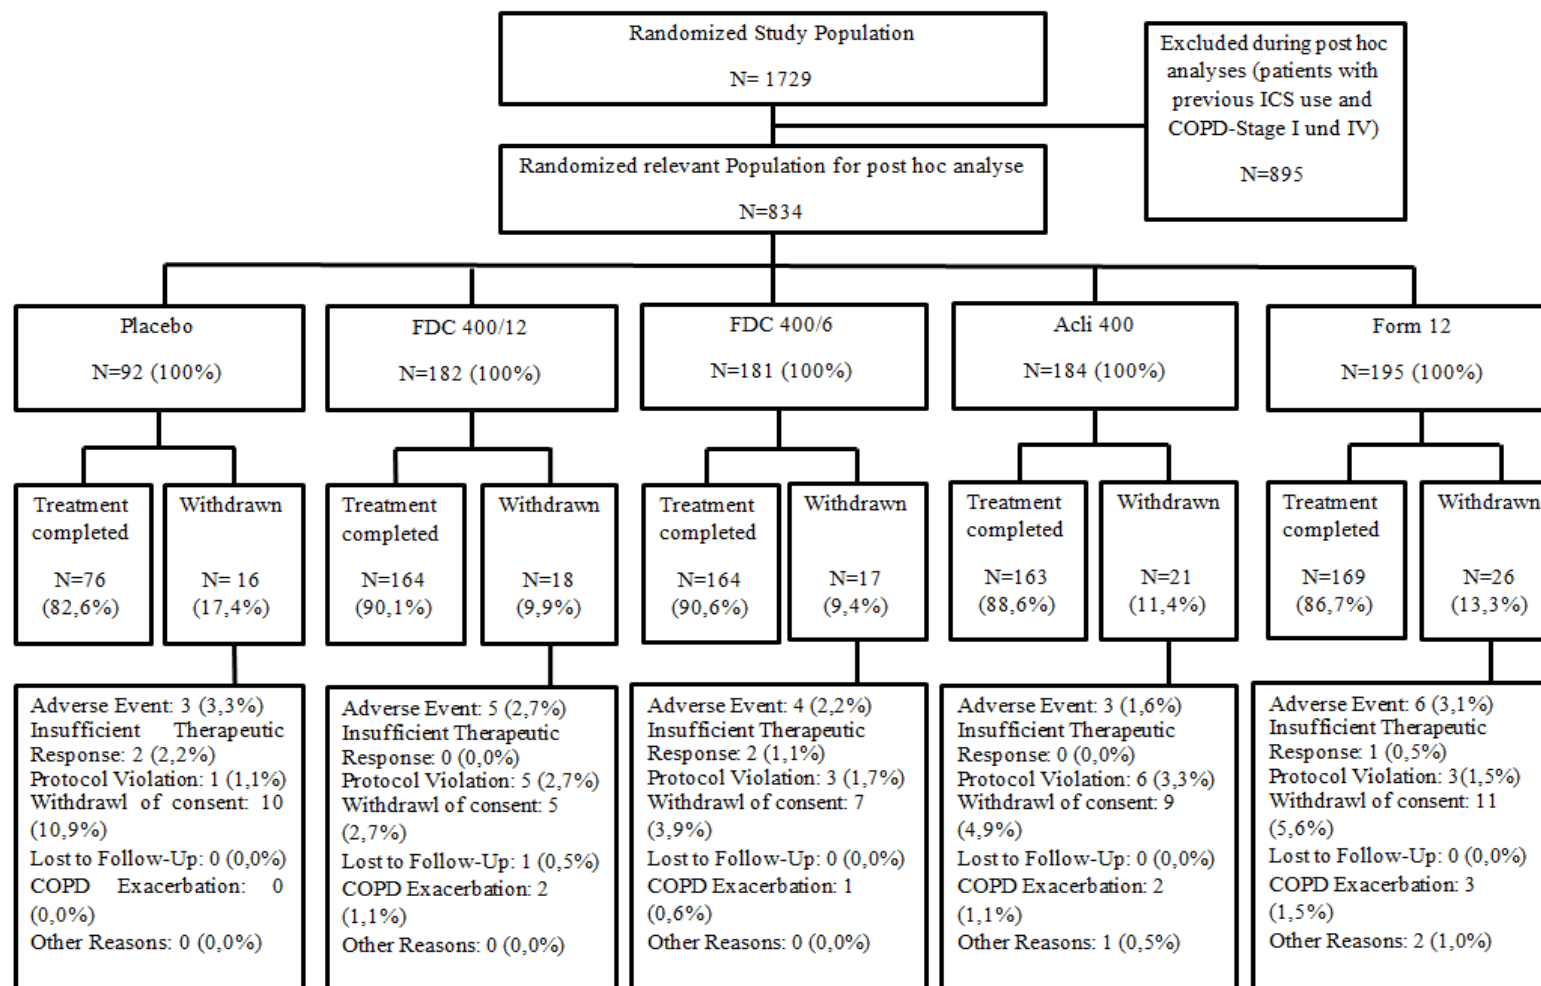 Randomized Study Population
N= 1729
Excluded during post hoc
analyses (patients with
previous ICS use and
COPD-Stage I und IV)
N=895
Randomized relevant Population for post hoc analyse
N=834
Placebo
N=92 (100%)
FDC 400/12
N=182 (100%)
FDC 400/6
N=181 (100%)
Acli 400
N=184 (100%)
Form 12
N=195 (100%)
Treatment
completed
N=76
(82,6%)
Withdrawn
N= 16
(17,4%)
Treatment
completed
N=164
(90,1%)
Withdrawn
N=18
(9,9%)
Treatment
completed
N=164
(90,6%)
Withdrawn
N=17
(9,4%)
Treatment
completed
N=163
(88,6%)
Withdrawn
N=21
(11,4%)
Treatment
completed
N=169
(86,7%)
Withdrawn
N=26
(13,3%)
Adverse Event: 3 (3,3%)
Insufficient Therapeutic
Response: 2 (2,2%)
Protocol Violation: 1 (1,1%)
Withdrawl of consent: 10
(10,9%)
Lost to Follow-Up: 0 (0,0%)
COPD Exacerbation: 0
(0,0%)
Other Reasons: 0 (0,0%)
Adverse Event: 5 (2,7%)
Insufficient Therapeutic
Response: 0 (0,0%)
Protocol Violation: 5 (2,7%)
Withdrawl of consent: 5
(2,7%)
Lost to Follow-Up: 1 (0,5%)
COPD Exacerbation: 2
(1,1%)
Other Reasons: 0 (0,0%)
Adverse Event: 4 (2,2%)
Insufficient Therapeutic
Response: 2 (1,1%)
Protocol Violation: 3 (1,7%)
Withdrawl of consent: 7
(3,9%)
Lost to Follow-Up: 0 (0,0%)
COPD Exacerbation: 1
(0,6%)
Other Reasons: 0 (0,0%)
Adverse Event: 3 (1,6%)
Insufficient Therapeutic
Response: 0 (0,0%)
Protocol Violation: 6 (3,3%)
Withdrawl of consent: 9
(4,9%)
Lost to Follow-Up: 0 (0,0%)
COPD Exacerbation: 2
(1,1%)
Other Reasons: 1 (0,5%)
Adverse Event: 6 (3,1%)
Insufficient Therapeutic
Response: 1 (0,5%)
Protocol Violation: 3(1,5%)
Withdrawl of consent: 11
(5,6%)
Lost to Follow-Up: 0 (0,0%)
COPD Exacerbation: 3
(1,5%)
Other Reasons: 2 (1,0%)